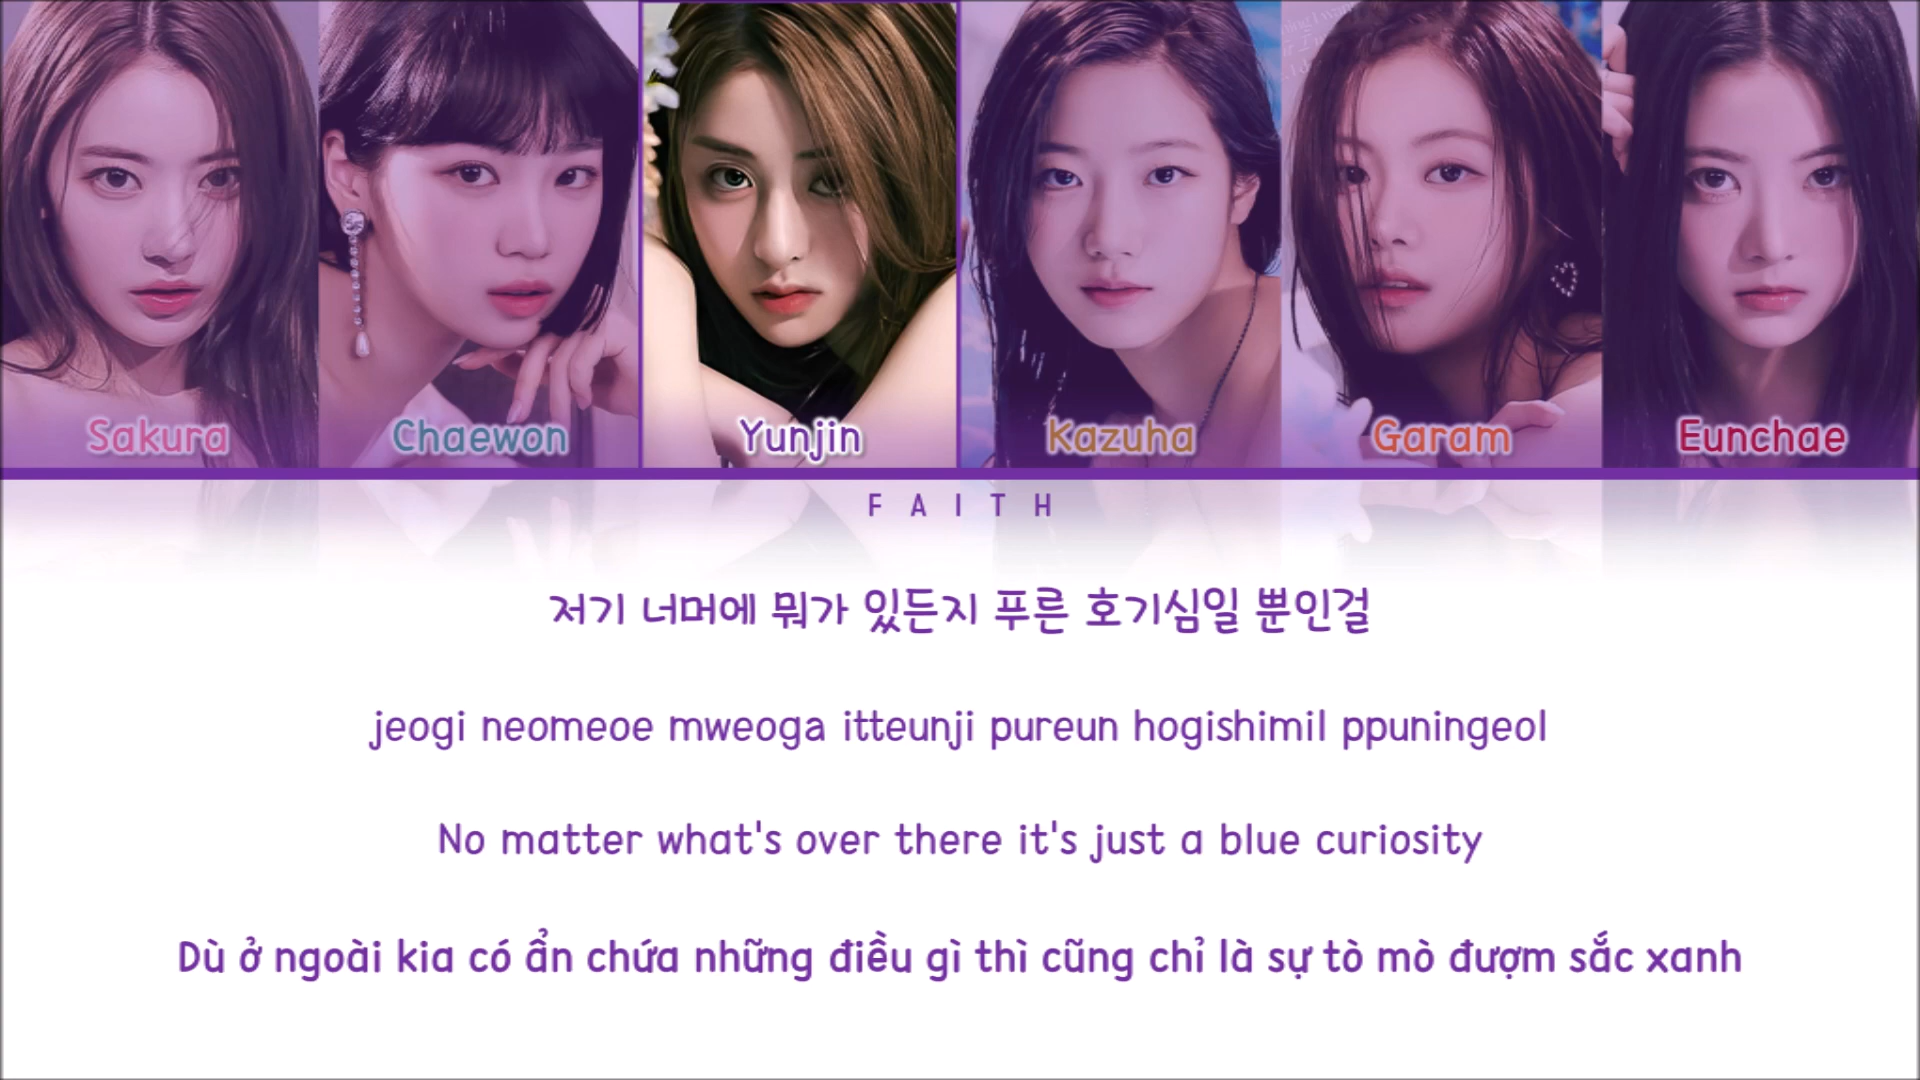 Sakura
Chaewon
Yunjin
Kazuha
Garam
Eunchae
FAITH
저기 너머에 뭐가 있든지 푸른 호기심일 뿐인걸
jeogi neomeoe mweoga itteunji pureun hogishimil ppuningeol
No matter what's over there it's just a blue curiosity
Dù ở ngoài kia có ẩn chứa những điều gì thì cũng chỉ là sự tò mò đượm sắc xanh